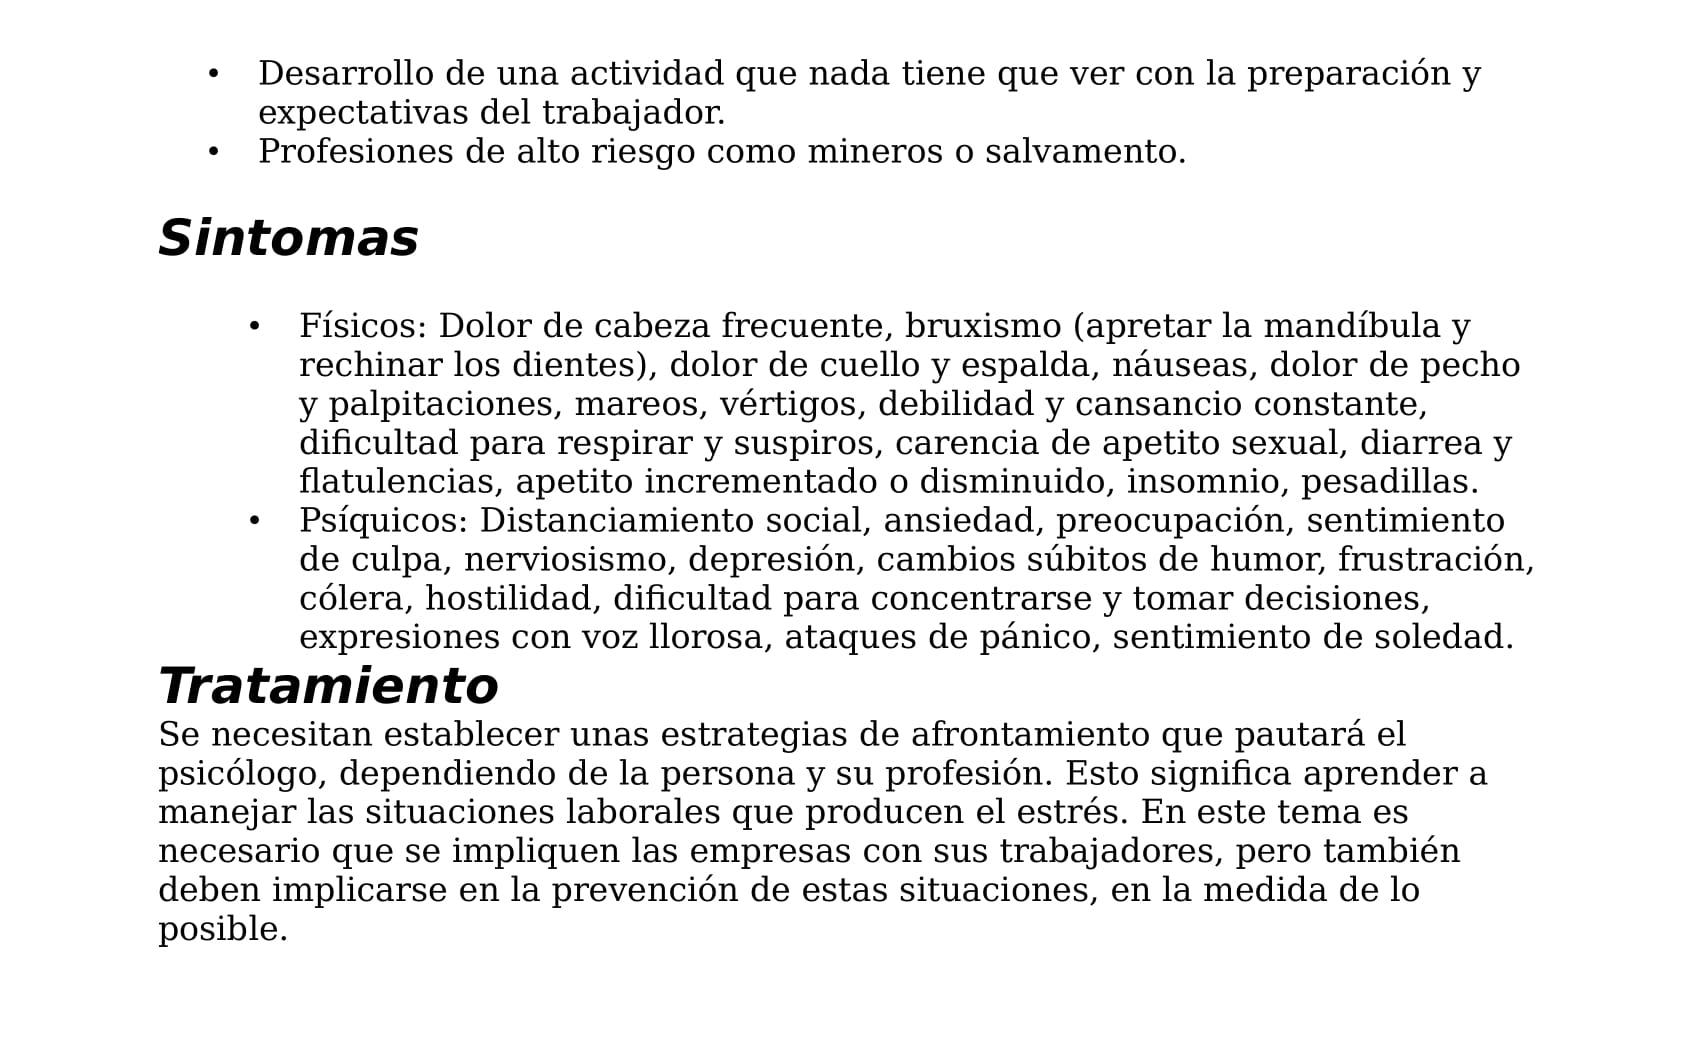 • Desarrollo de una actividad que nada tiene que ver con la preparación y
expectativas del trabajador.
• Profesiones de alto riesgo como mineros o salvamento.
Sintomas
• Físicos: Dolor de cabeza frecuente, bruxismo (apretar la mandíbula y
rechinar los dientes), dolor de cuello y espalda, náuseas, dolor de pecho
y palpitaciones, mareos, vértigos, debilidad y cansancio constante,
dificultad para respirar y suspiros, carencia de apetito sexual, diarrea y
flatulencias, apetito incrementado o disminuido, insomnio, pesadillas.
• Psíquicos: Distanciamiento social, ansiedad, preocupación, sentimiento
de culpa, nerviosismo, depresión, cambios súbitos de humor, frustración,
cólera, hostilidad, dificultad para concentrarse y tomar decisiones,
expresiones con voz llorosa, ataques de pánico, sentimiento de soledad.
Tratamiento
Se necesitan establecer unas estrategias de afrontamiento que pautará el
psicólogo, dependiendo de la persona y su profesión. Esto significa aprender a
manejar las situaciones laborales que producen el estrés. En este tema es
necesario que se impliquen las empresas con sus trabajadores, pero también
deben implicarse en la prevención de estas situaciones, en la medida de lo
posible.